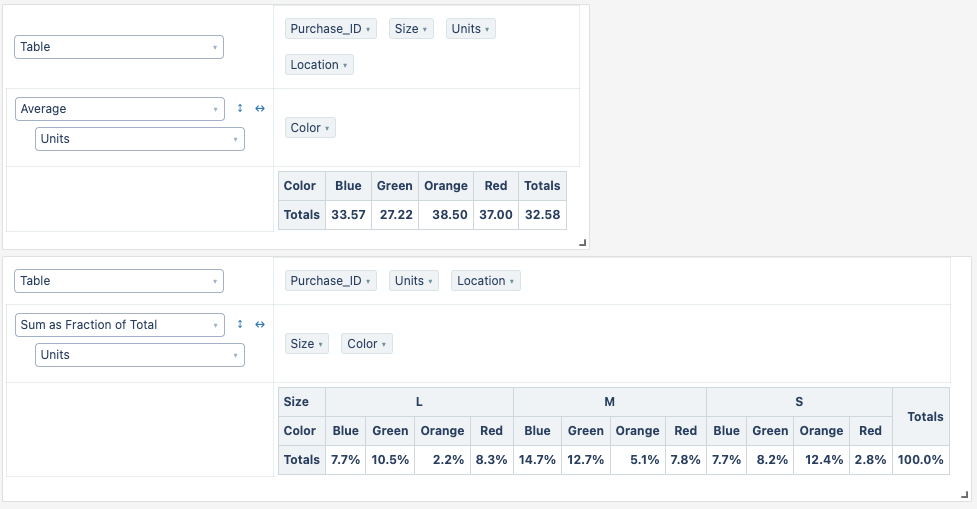 Table
Purchase_ID Size Units
Location
Average
Units
Color
Color Blue Green Orange Red Totals
Totals 33.57 27.22 38.50 37.00 32.58
Table
Purchase_ID Units Location
Sum as Fraction of Total
Units
Size Color
Size L M S Totals
Color Blue Green Orange Red Blue Green Orange Red Blue Green Orange Red
Totals 7.7% 10.5% 2.2% 8.3% 14.7% 12.7% 5.1% 7.8% 7.7% 8.2% 12.4% 2.8% 100.0%